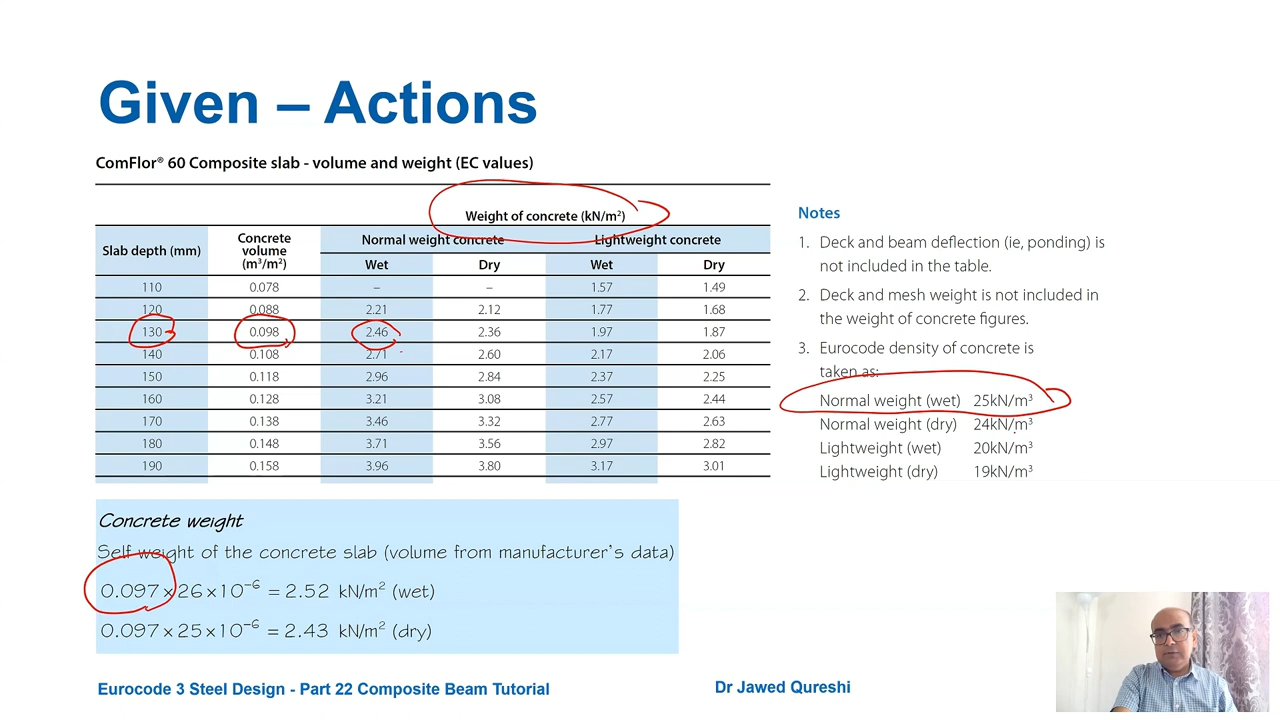 Given – Actions
ComFlor® 60 Composite slab - volume and weight (EC values)
Weight of concrete (kN/m²)
Slab depth (mm) Concrete volume (m³/m²) Normal weight concrete Lightweight concrete
Wet Dry Wet Dry
110 0.078 – – 1.57 1.49
120 0.088 2.21 2.12 1.77 1.68
130 0.098 2.46 2.36 1.97 1.87
140 0.108 2.71 2.60 2.17 2.06
150 0.118 2.96 2.84 2.37 2.25
160 0.128 3.21 3.08 2.57 2.44
170 0.138 3.46 3.32 2.77 2.63
180 0.148 3.71 3.56 2.97 2.82
190 0.158 3.96 3.80 3.17 3.01
Notes
1. Deck and beam deflection (ie, ponding) is
not included in the table.
2. Deck and mesh weight is not included in
the weight of concrete figures.
3. Eurocode density of concrete is
taken as:
Normal weight (wet) 25kN/m³
Normal weight (dry) 24kN/m³
Lightweight (wet) 20kN/m³
Lightweight (dry) 19kN/m³
Concrete weight
Self weight of the concrete slab (volume from manufacturer's data)
0.097×26×10⁻⁶ = 2.52 kN/m² (wet)
0.097×25×10⁻⁶ = 2.43 kN/m² (dry)
Eurocode 3 Steel Design - Part 22 Composite Beam Tutorial
Dr Jawed Qureshi